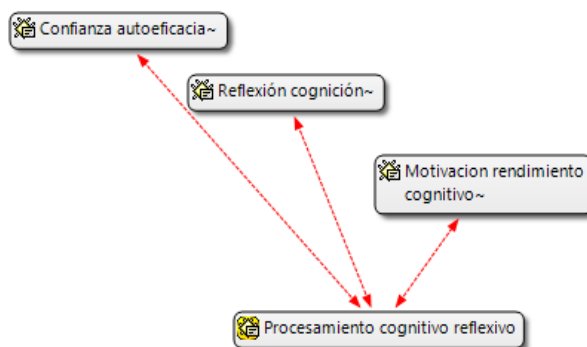 Confianza autoeficacia~
Reflexión cognición~
Motivacion rendimiento
cognitivo~
Procesamiento cognitivo reflexivo